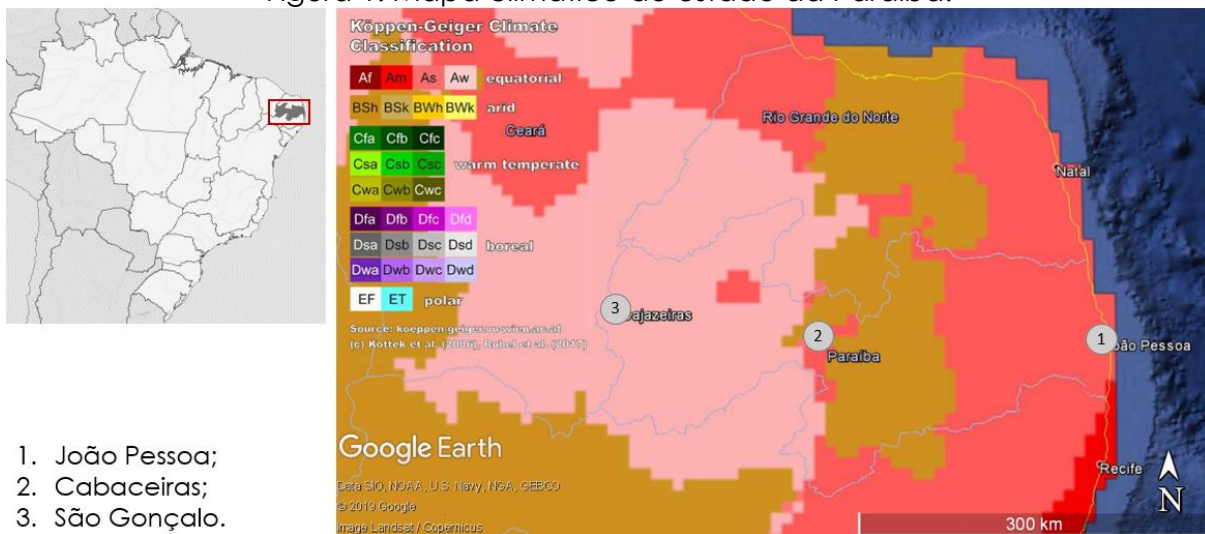 Köppen-Geiger Climate
Classification
Af Am As Aw equatorial
BSh BSk BWh BWk arid
Cfa Cfb Cfc
Csa Csb Csc warm temperate
Cwa Cwb Cwc
Dfa Dfb Dfc Dfd
Dsa Dsb Dsc Dsd boreal
Dwa Dwb Dwc Dwd
EF ET polar
Source: koeppen-geiger.vu-wien.ac.at
(c) Kottek et al. (2006), Rubel et al. (2017)
Ceará
Rio Grande do Norte
Natal
3
ajazeiras
2
Paraíba
1
oão Pessoa
Recife
N
300 km
Google Earth
Data SIO, NOAA, U.S. Navy, NGA, GEBCO
© 2019 Google
Image Landsat / Copernicus
1. João Pessoa;
2. Cabaceiras;
3. São Gonçalo.